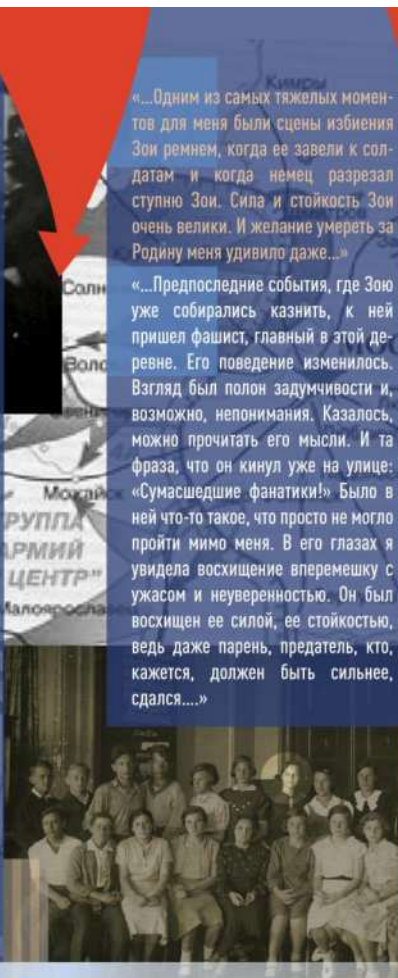 Кимры
«...Одним из самых тяжелых момен-
тов для меня были сцены избиения
Зои ремнем, когда ее завели к сол-
датам и когда немец разрезал
ступню Зои. Сила и стойкость Зои
очень велики. И желание умереть за
Родину меня удивило даже...»
«...Предпоследние события, где Зою
уже собирались казнить, к ней
пришел фашист, главный в этой де-
ревне. Его поведение изменилось.
Взгляд был полон задумчивости и,
возможно, непонимания. Казалось,
можно прочитать его мысли. И та
фраза, что он кинул уже на улице:
«Сумасшедшие фанатики!» Было в
ней что-то такое, что просто не могло
пройти мимо меня. В его глазах я
увидела восхищение вперемешку с
ужасом и неуверенностью. Он был
восхищен ее силой, ее стойкостью,
ведь даже парень, предатель, кто,
кажется, должен быть сильнее,
сдался....»
Солн
Воло
Можайск
ГРУППА
АРМИЙ
ЦЕНТР"
Малоярославец